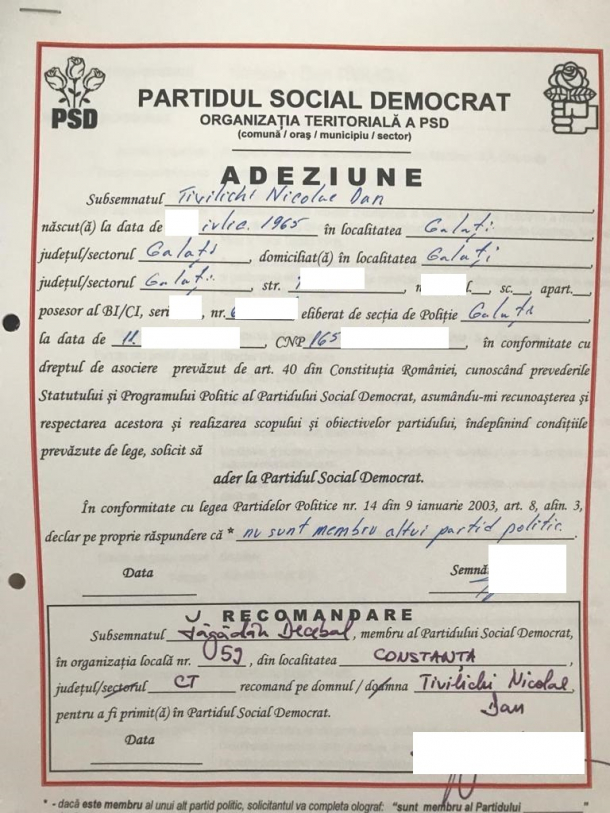 PSD
PARTIDUL SOCIAL DEMOCRAT
ORGANIZAȚIA TERITORIALĂ A PSD
(comună / oraș / municipiu / sector)
ADEZIUNE
Subsemnatul Tivilichi Nicolae Dan
născut(ă) la data de iulie 1965 în localitatea Galați
județul/sectorul Galați, domiciliat(ă) în localitatea Galați
județul/sectorul Galați, str. sc. apart.
posesor al BI/CI, seri nr. eliberat de secția de Poliție Galați
la data de 11. CNP 165 , în conformitate cu
dreptul de asociere prevăzut de art. 40 din Constituția României, cunoscând prevederile
Statutului și Programului Politic al Partidului Social Democrat, asumându-mi recunoașterea și
respectarea acestora și realizarea scopului și obiectivelor partidului, îndeplinind condițiile
prevăzute de lege, solicit să
ader la Partidul Social Democrat.
În conformitate cu legea Partidelor Politice nr. 14 din 9 ianuarie 2003, art. 8, alin. 3,
declar pe proprie răspundere că * nu sunt membru altui partid politic.
Data Semnă
RECOMANDARE
Subsemnatul Decebal, membru al Partidului Social Democrat,
în organizația locală nr. 59, din localitatea CONSTANȚA,
județul/sectorul CT recomand pe domnul / doamna Tivilichi Nicolae
Dan
pentru a fi primit(ă) în Partidul Social Democrat.
Data
* - dacă este membru al unui alt partid politic, solicitantul va completa olograf: "sunt membru al Partidului ________"